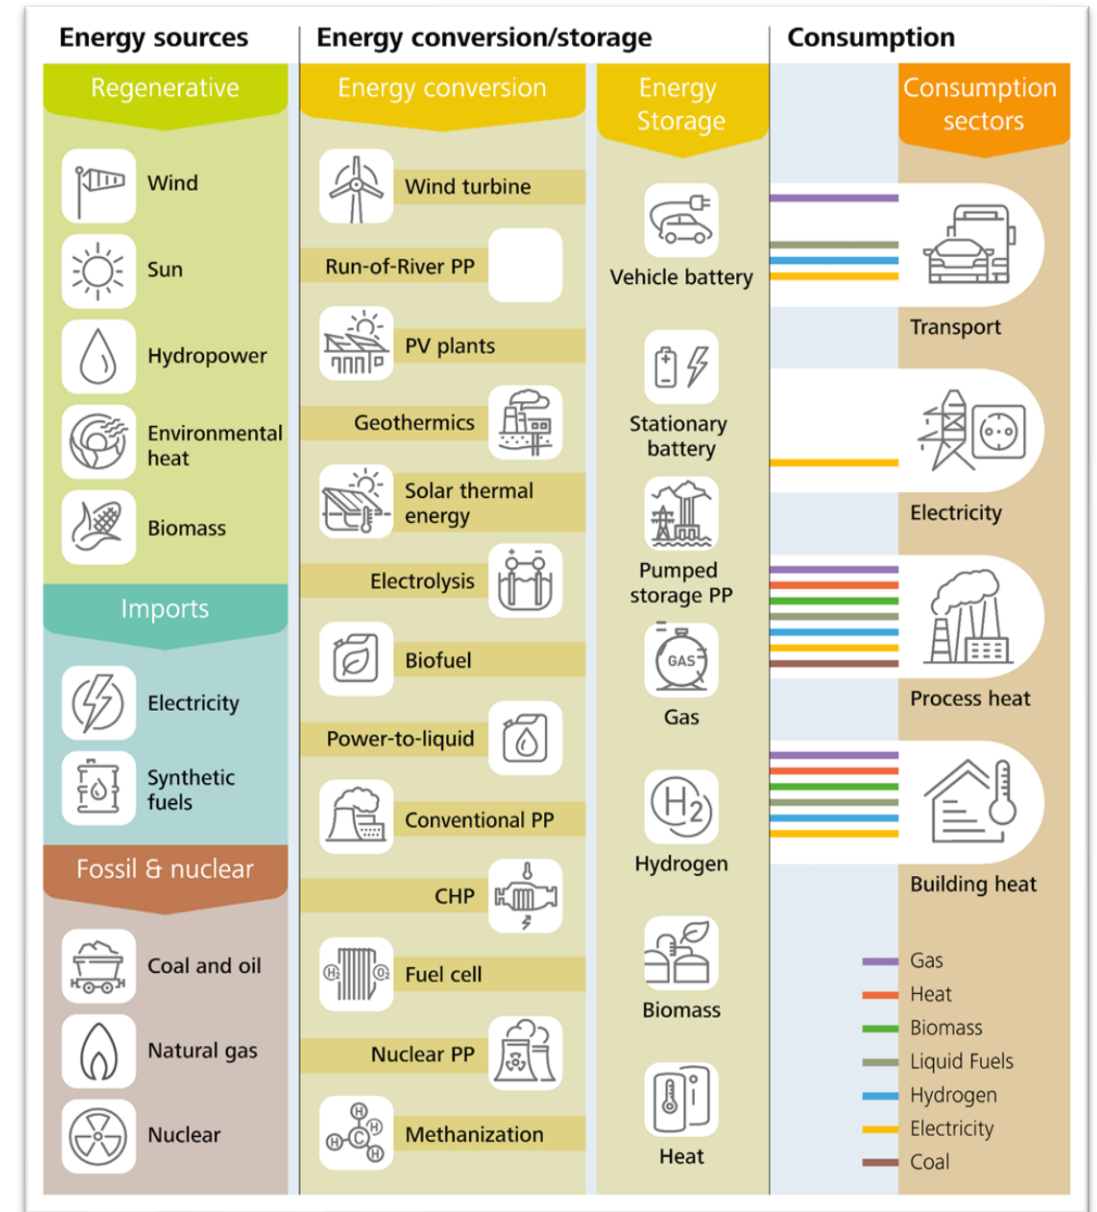 Energy sources
Energy conversion/storage
Consumption
Regenerative
Wind
Sun
Hydropower
Environmental
heat
Biomass
Imports
Electricity
Synthetic
fuels
Fossil & nuclear
Coal and oil
Natural gas
Nuclear
Energy conversion
Wind turbine
Run-of-River PP
PV plants
Geothermics
Solar thermal
energy
Electrolysis
+ −
Biofuel
Power-to-liquid
Conventional PP
CHP
H2 O2
Fuel cell
Nuclear PP
H
H
H C
H
Methanization
Energy
Storage
Vehicle battery
Stationary
battery
Pumped
storage PP
GAS
Gas
H2
Hydrogen
Biomass
Heat
Consumption
sectors
Transport
Electricity
Process heat
Building heat
Gas
Heat
Biomass
Liquid Fuels
Hydrogen
Electricity
Coal